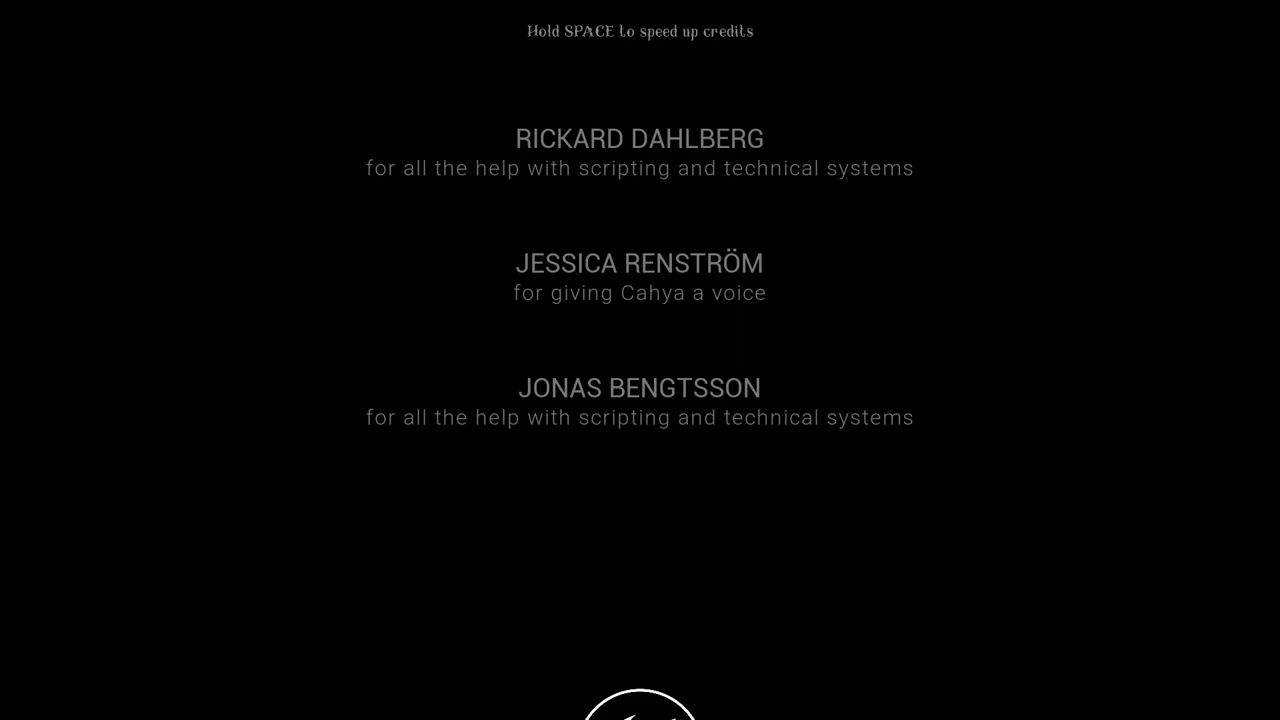 Hold SPACE to speed up credits
RICKARD DAHLBERG
for all the help with scripting and technical systems
JESSICA RENSTRÖM
for giving Cahya a voice
JONAS BENGTSSON
for all the help with scripting and technical systems